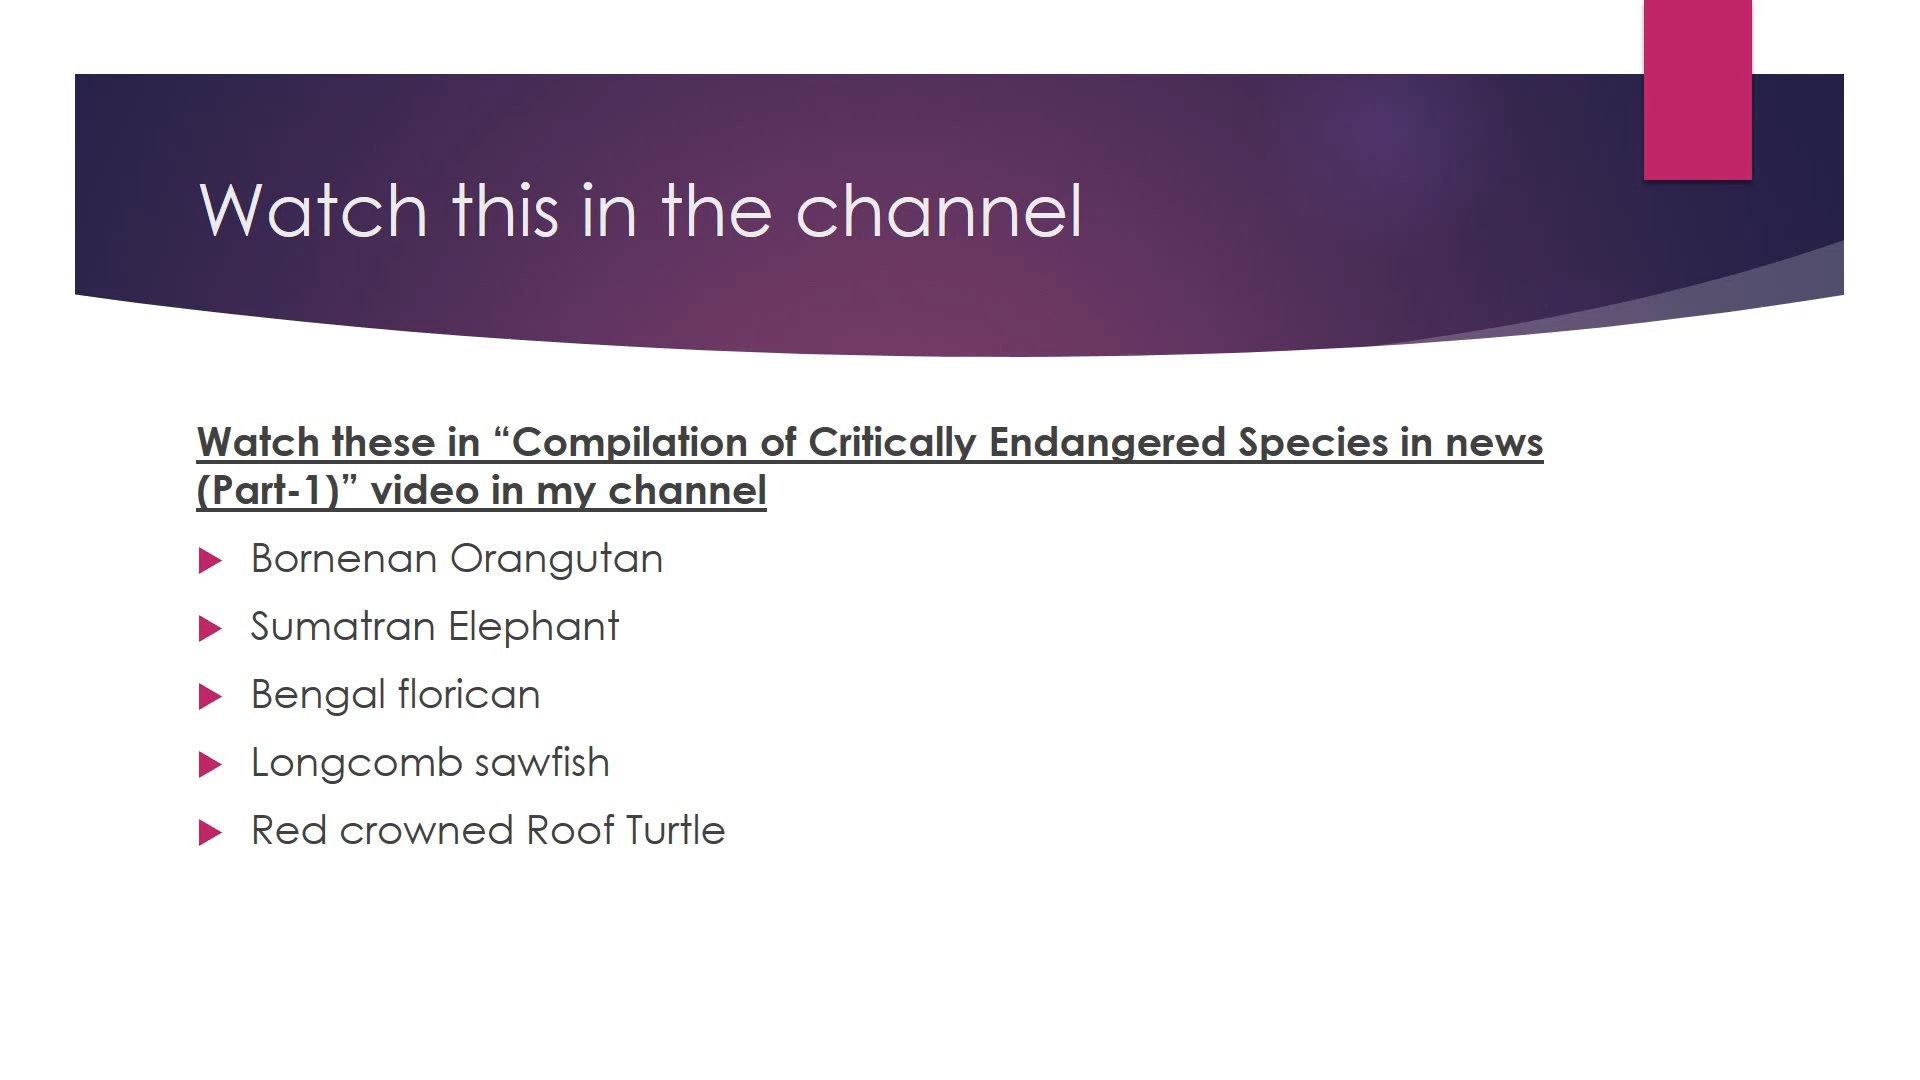 Watch this in the channel
Watch these in “Compilation of Critically Endangered Species in news
(Part-1)” video in my channel
Bornenan Orangutan
Sumatran Elephant
Bengal florican
Longcomb sawfish
Red crowned Roof Turtle